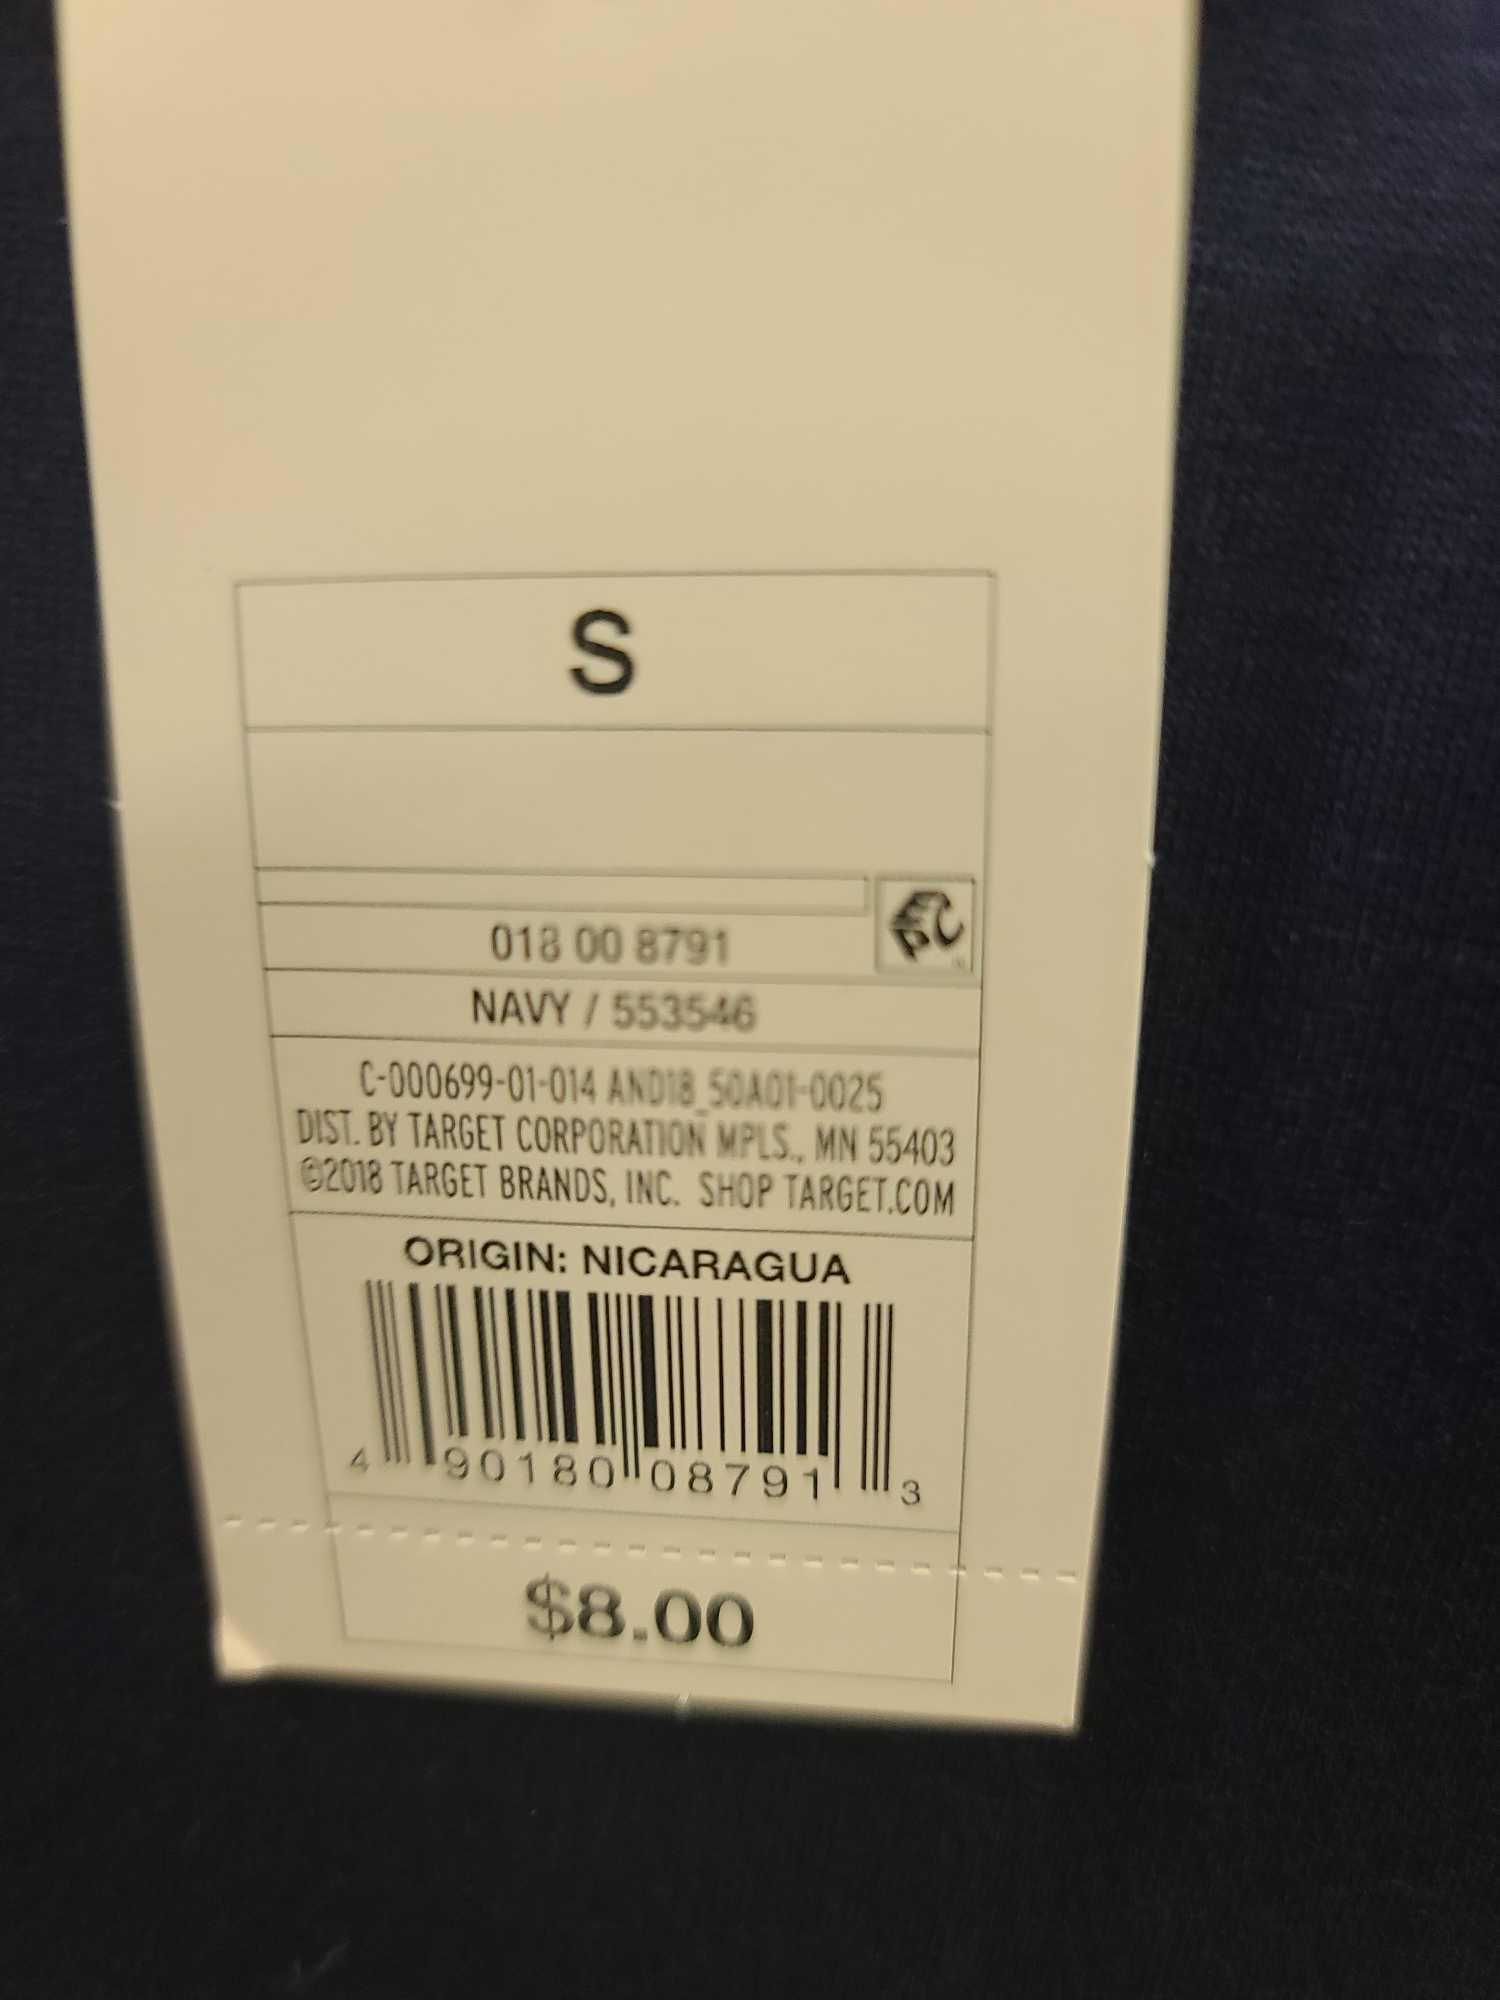 S
018 00 8791
NAVY / 553546
C-000699-01-014 AND18_50A01-0025
DIST. BY TARGET CORPORATION MPLS., MN 55403
©2018 TARGET BRANDS, INC. SHOP TARGET.COM
ORIGIN: NICARAGUA
4 90180 08791 3
$8.00